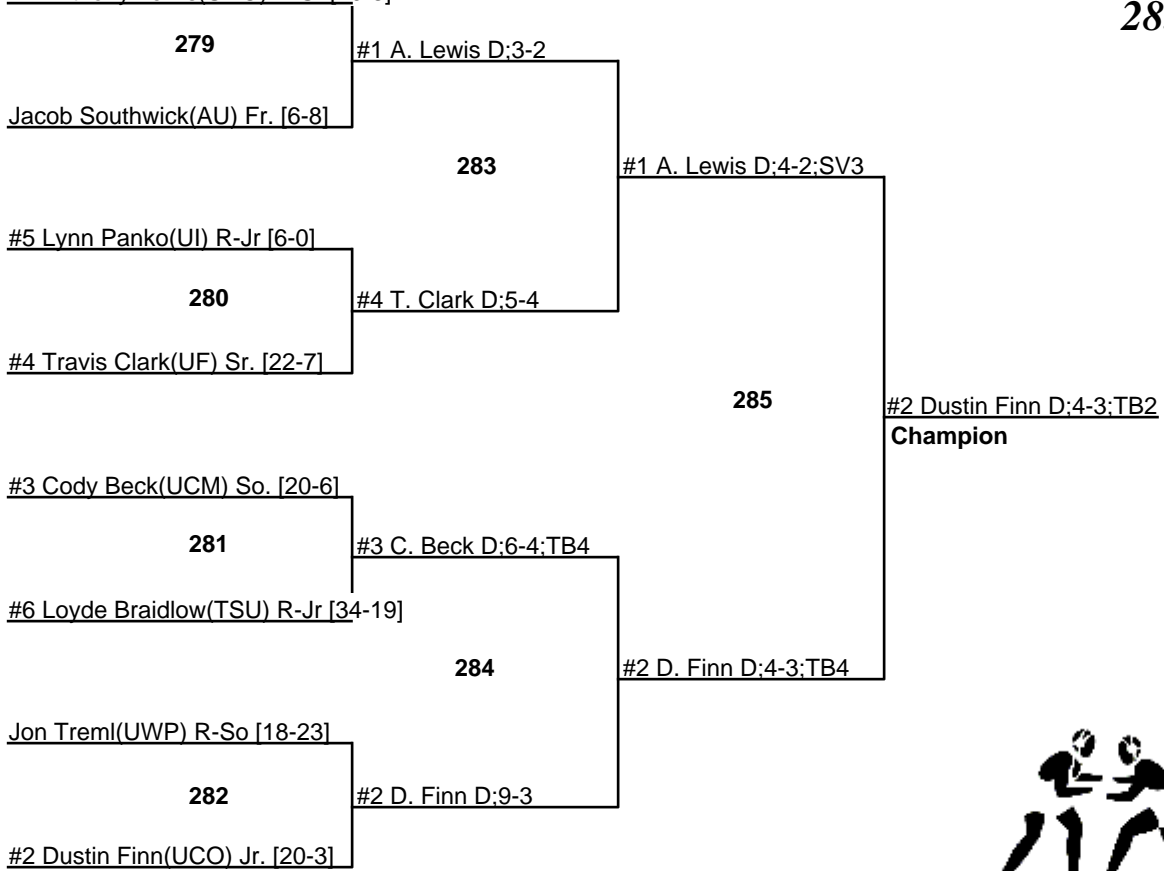 279
#1 A. Lewis D;3-2
Jacob Southwick(AU) Fr. [6-8]
283
#1 A. Lewis D;4-2;SV3
#5 Lynn Panko(UI) R-Jr [6-0]
280
#4 T. Clark D;5-4
#4 Travis Clark(UF) Sr. [22-7]
285
#2 Dustin Finn D;4-3;TB2
Champion
#3 Cody Beck(UCM) So. [20-6]
281
#3 C. Beck D;6-4;TB4
#6 Loyde Braidlow(TSU) R-Jr [34-19]
284
#2 D. Finn D;4-3;TB4
Jon Treml(UWP) R-So [18-23]
282
#2 D. Finn D;9-3
#2 Dustin Finn(UCO) Jr. [20-3]